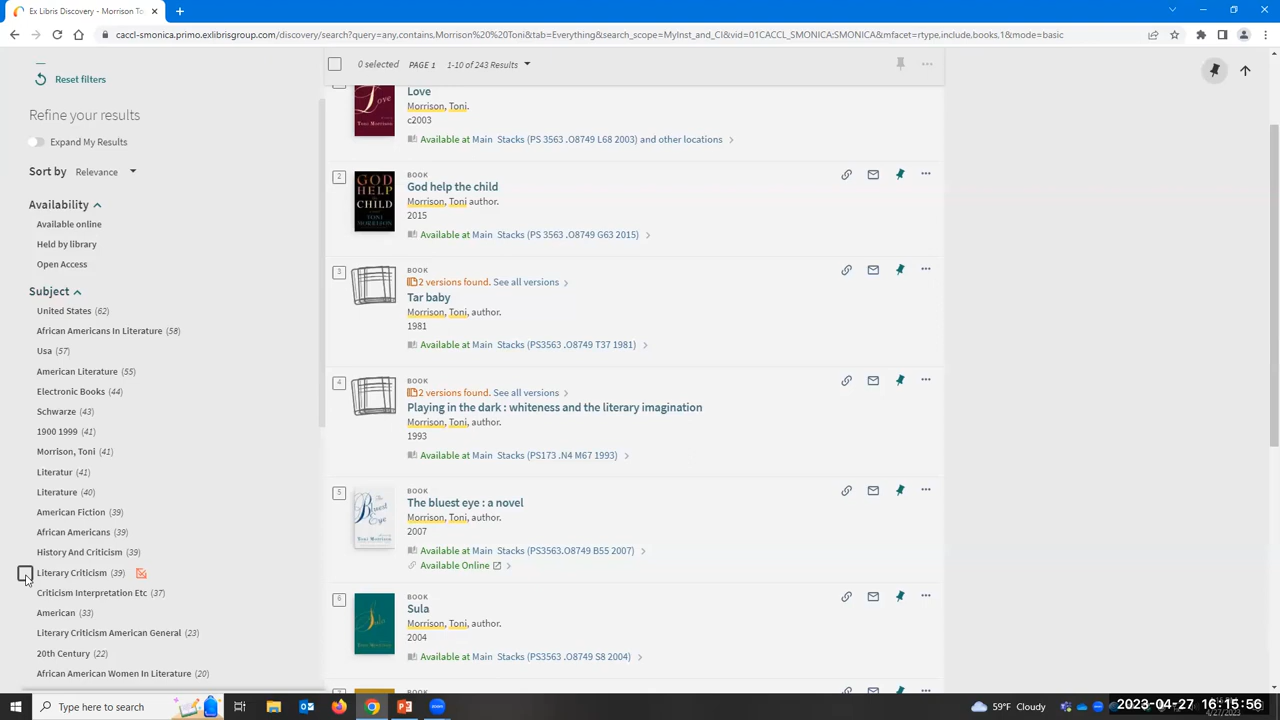 Ex Libris Discovery - Morrison To
caccl-smonica.primo.exlibrisgroup.com/discovery/search?query=any,contains,Morrison%20%20Toni&tab=Everything&search_scope=MyInst_and_CI&vid=01CACCL_SMONICA:SMONICA&mfacet=rtype,include,books,1&mode=basic
Reset filters
Refine your results
Expand My Results
Sort by Relevance
Availability
Available online
Held by library
Open Access
Subject
United States (62)
African Americans In Literature (58)
Usa (57)
American Literature (55)
Electronic Books (44)
Schwarze (43)
1900 1999 (41)
Morrison, Toni (41)
Literatur (41)
Literature (40)
American Fiction (39)
African Americans (39)
History And Criticism (39)
Literary Criticism (39)
Criticism Interpretation Etc (37)
American (33)
Literary Criticism American General (23)
20th Century (22)
African American Women In Literature (20)
0 selected PAGE 1 1-10 of 243 Results
Love
Morrison, Toni.
c2003
Available at Main Stacks (PS 3563 .O8749 L68 2003) and other locations
2
BOOK
God help the child
Morrison, Toni author.
2015
Available at Main Stacks (PS 3563 .O8749 G63 2015)
GOD HELP THE CHILD
TONI MORRISON
3
BOOK
2 versions found. See all versions
Tar baby
Morrison, Toni, author.
1981
Available at Main Stacks (PS3563 .O8749 T37 1981)
4
BOOK
2 versions found. See all versions
Playing in the dark : whiteness and the literary imagination
Morrison, Toni, author.
1993
Available at Main Stacks (PS173 .N4 M67 1993)
5
BOOK
The bluest eye : a novel
Morrison, Toni, author.
2007
Available at Main Stacks (PS3563.O8749 B55 2007)
Available Online
6
BOOK
Sula
Morrison, Toni, author.
2004
Available at Main Stacks (PS3563 .O8749 S8 2004)
Type here to search
59°F Cloudy
2023-04-27 16:15:56